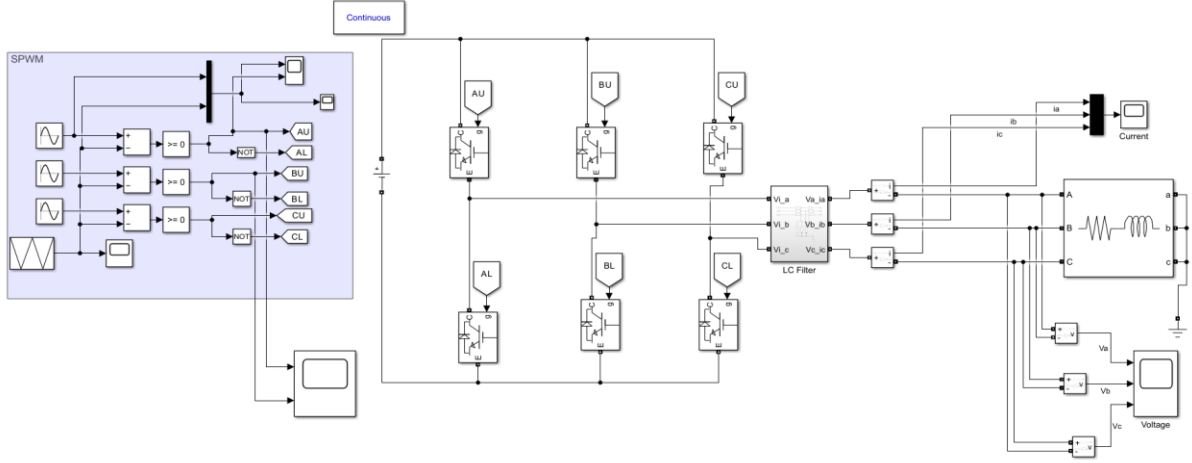 Continuous
SPWM
AU
BU
CU
+
−
>= 0
AU
NOT
AL
+
−
>= 0
BU
NOT
BL
+
−
>= 0
CU
NOT
CL
C
g
E
C
g
E
C
g
E
+
AL
BL
CL
C
g
E
C
g
E
C
g
E
Vi_a
Vi_b
Vi_c
Va_ia
Vb_ib
Vc_ic
LC Filter
+
i
-
+
i
-
+
i
-
ia
ib
ic
Current
A
B
C
a
b
c
+
-
v
Va
+
-
v
Vb
+
-
v
Vc
Voltage